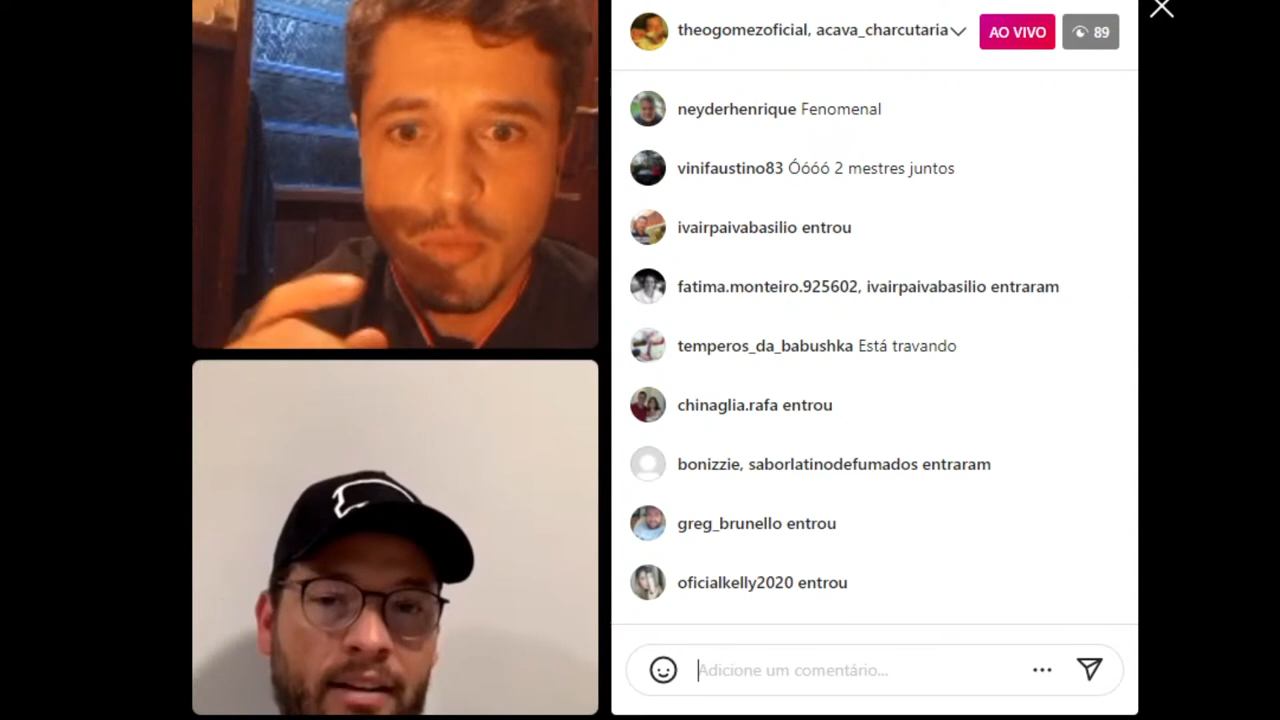 theogomezoficial, acava_charcutaria
AO VIVO
89
neyderhenrique Fenomenal
vinifaustino83 Óóóó 2 mestres juntos
ivairpaivabasilio entrou
fatima.monteiro.925602, ivairpaivabasilio entraram
temperos_da_babushka Está travando
chinaglia.rafa entrou
bonizzie, saborlatinodefumados entraram
greg_brunello entrou
oficialkelly2020 entrou
Adicione um comentário...